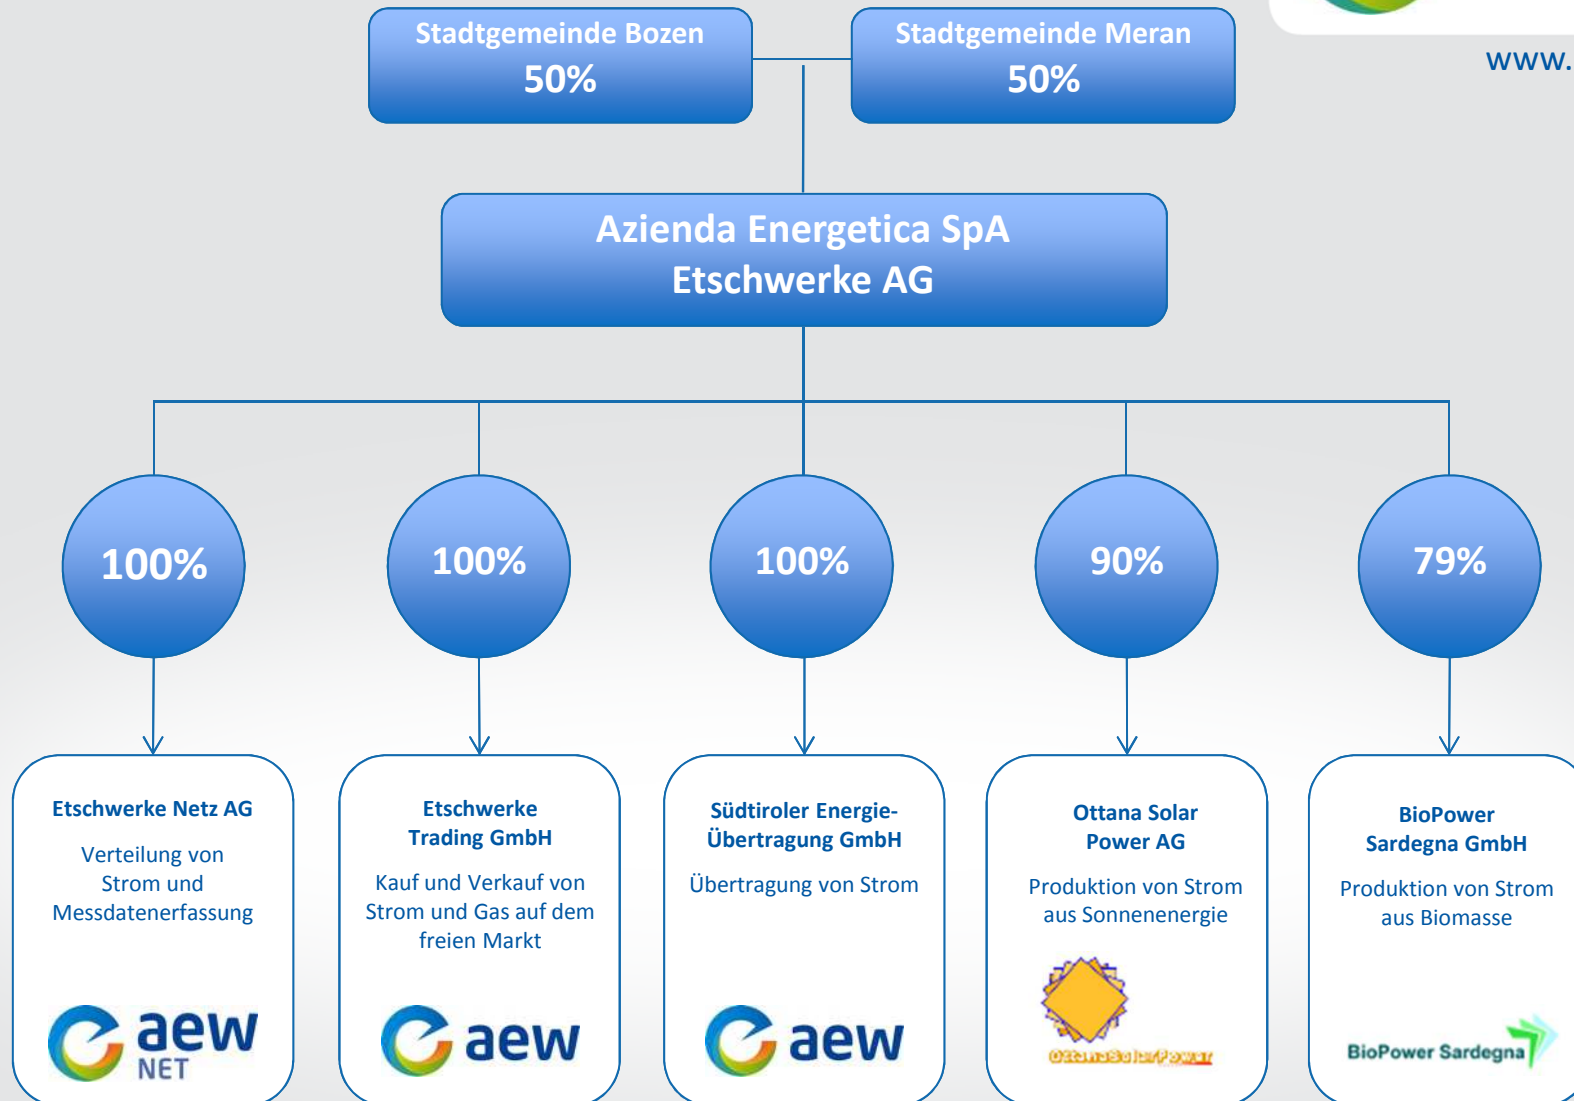 Stadtgemeinde Bozen
50%
Stadtgemeinde Meran
50%
www.
Azienda Energetica SpA
Etschwerke AG
100%
100%
100%
90%
79%
Etschwerke Netz AG
Verteilung von
Strom und
Messdatenerfassung
aew
NET
Etschwerke
Trading GmbH
Kauf und Verkauf von
Strom und Gas auf dem
freien Markt
aew
Südtiroler Energie-
Übertragung GmbH
Übertragung von Strom
aew
Ottana Solar
Power AG
Produktion von Strom
aus Sonnenenergie
OttanaSolarPower
BioPower
Sardegna GmbH
Produktion von Strom
aus Biomasse
BioPower Sardegna